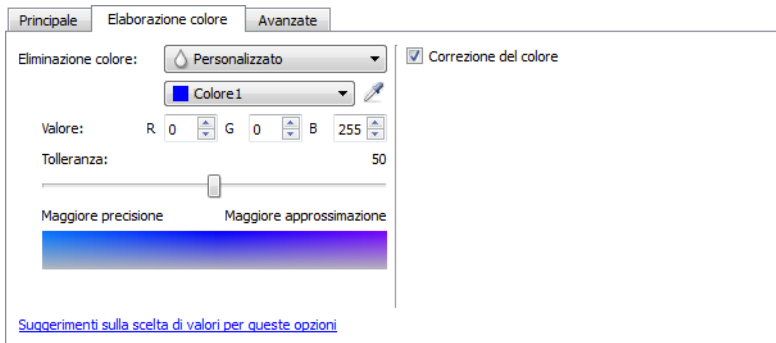 Principale Elaborazione colore Avanzate
Eliminazione colore: Personalizzato
Correzione del colore
Colore1
Valore: R 0 G 0 B 255
Tolleranza: 50
Maggiore precisione Maggiore approssimazione
Suggerimenti sulla scelta di valori per queste opzioni